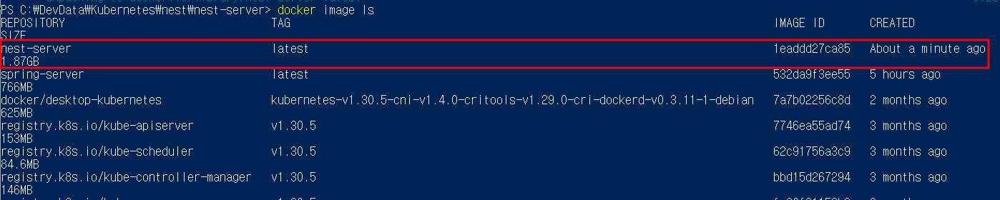 PS C:\DevData\Kubernetes\nest\nest-server> docker image ls
REPOSITORY TAG IMAGE ID CREATED
SIZE
nest-server latest 1eaddd27ca85 About a minute ago
1.87GB
spring-server latest 532da9f3ee55 5 hours ago
766MB
docker/desktop-kubernetes kubernetes-v1.30.5-cni-v1.4.0-critools-v1.29.0-cri-dockerd-v0.3.11-1-debian 7a7b02256c8d 2 months ago
625MB
registry.k8s.io/kube-apiserver v1.30.5 7746ea55ad74 3 months ago
153MB
registry.k8s.io/kube-scheduler v1.30.5 62c91756a3c9 3 months ago
84.6MB
registry.k8s.io/kube-controller-manager v1.30.5 bbd15d267294 3 months ago
146MB